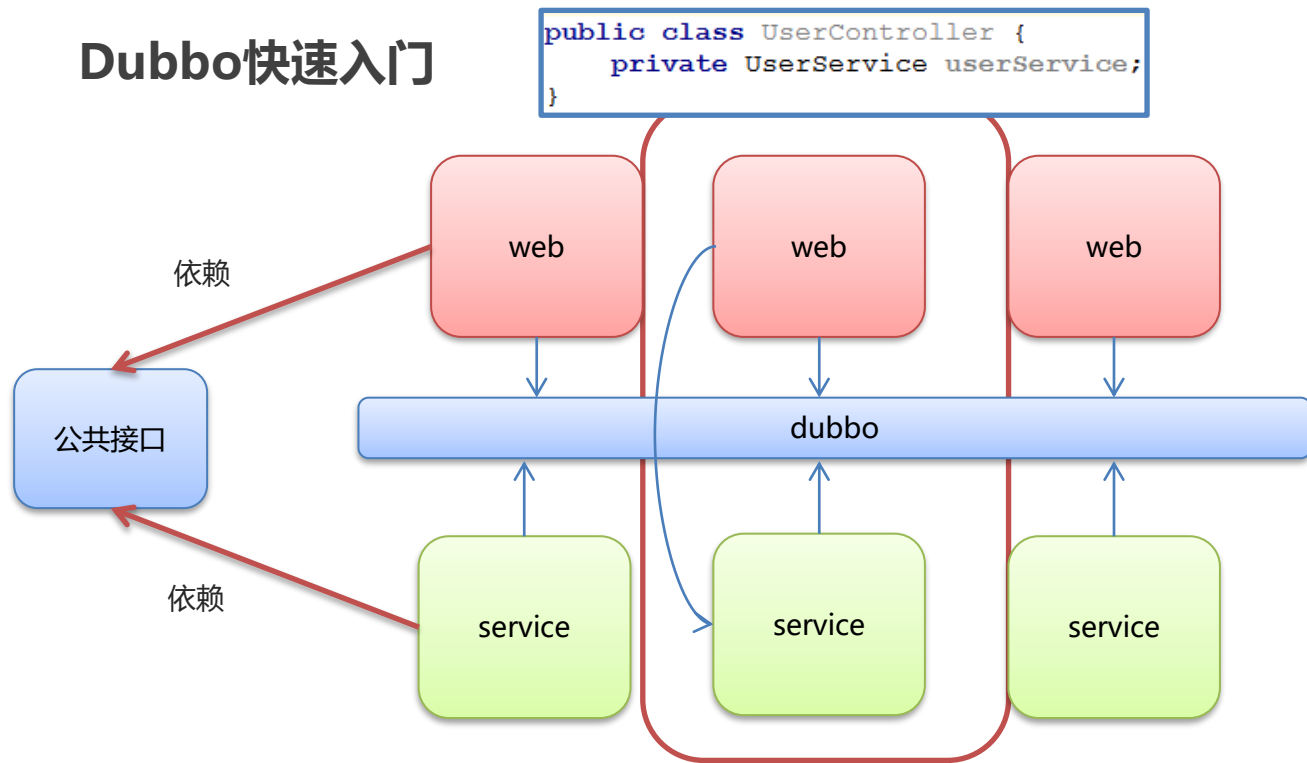 Dubbo快速入门
public class UserController {
    private UserService userService;
}
web
web
web
依赖
公共接口
dubbo
依赖
service
service
service